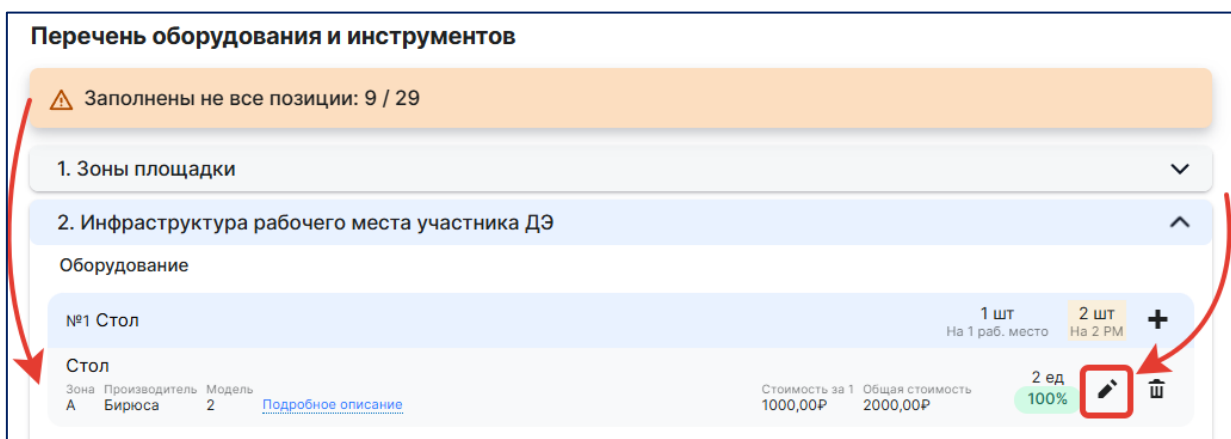 Перечень оборудования и инструментов
Заполнены не все позиции: 9 / 29
1. Зоны площадки
2. Инфраструктура рабочего места участника ДЭ
Оборудование
№1 Стол
1 шт
На 1 раб. место
2 шт
На 2 РМ
Стол
Зона Производитель Модель
А Бирюса 2 Подробное описание
Стоимость за 1 Общая стоимость
1000,00₽ 2000,00₽
2 ед
100%